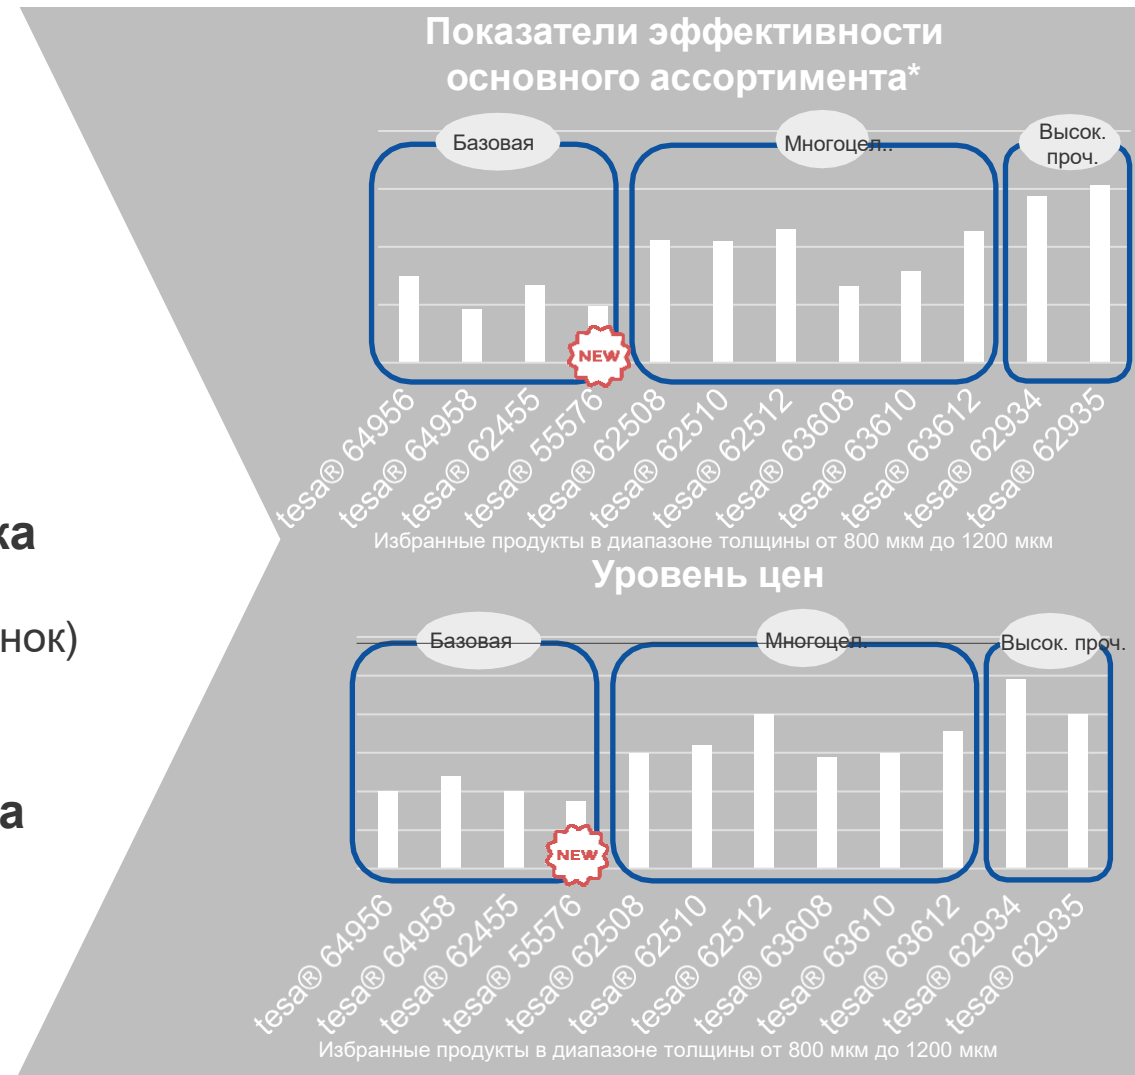 Показатели эффективности
основного ассортимента*
Базовая
Многоцел..
Высок.
проч.
NEW
tesa® 64956
tesa® 64958
tesa® 62455
tesa® 55576
tesa® 62508
tesa® 62510
tesa® 62512
tesa® 63608
tesa® 63610
tesa® 63612
tesa® 62934
tesa® 62935
Избранные продукты в диапазоне толщины от 800 мкм до 1200 мкм
ка
нок)
а
Уровень цен
Базовая
Многоцел.
Высок. проч.
NEW
tesa® 64956
tesa® 64958
tesa® 62455
tesa® 55576
tesa® 62508
tesa® 62510
tesa® 62512
tesa® 63608
tesa® 63610
tesa® 63612
tesa® 62934
tesa® 62935
Избранные продукты в диапазоне толщины от 800 мкм до 1200 мкм